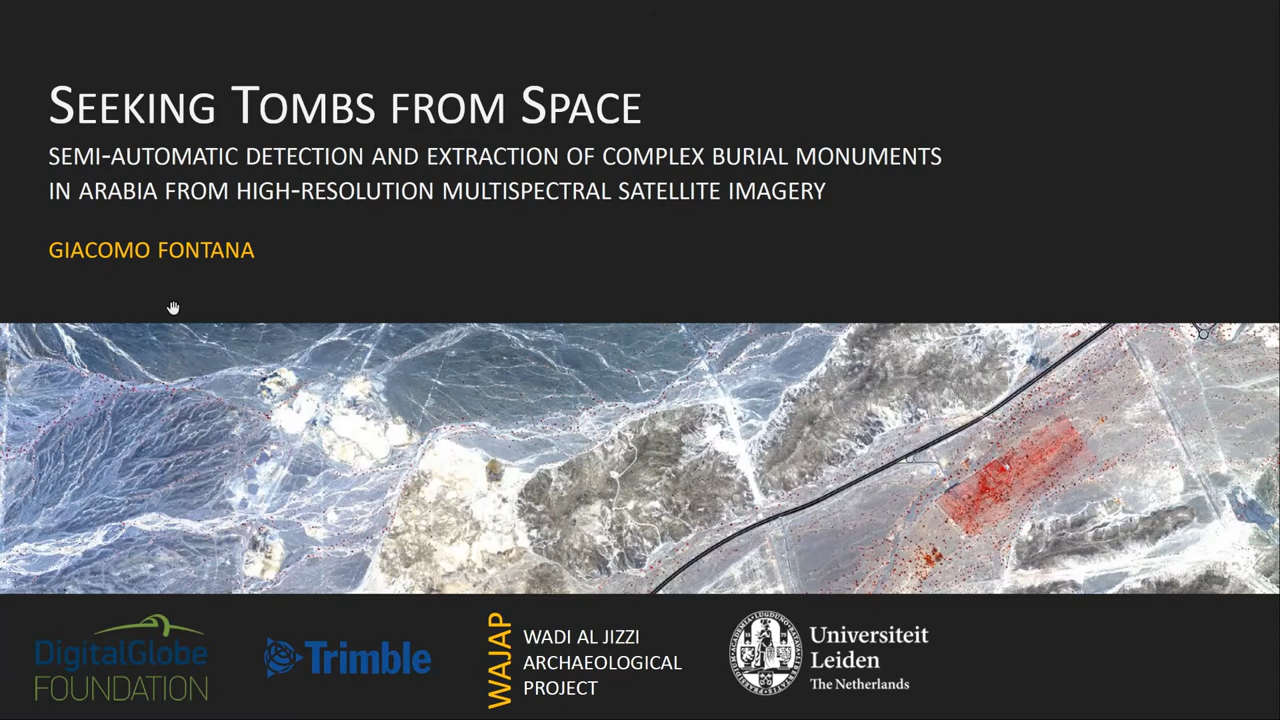 SEEKING TOMBS FROM SPACE
SEMI-AUTOMATIC DETECTION AND EXTRACTION OF COMPLEX BURIAL MONUMENTS
IN ARABIA FROM HIGH-RESOLUTION MULTISPECTRAL SATELLITE IMAGERY
GIACOMO FONTANA
DigitalGlobe
FOUNDATION
Trimble
WAJAP
WADI AL JIZZI
ARCHAEOLOGICAL
PROJECT
Universiteit
Leiden
The Netherlands